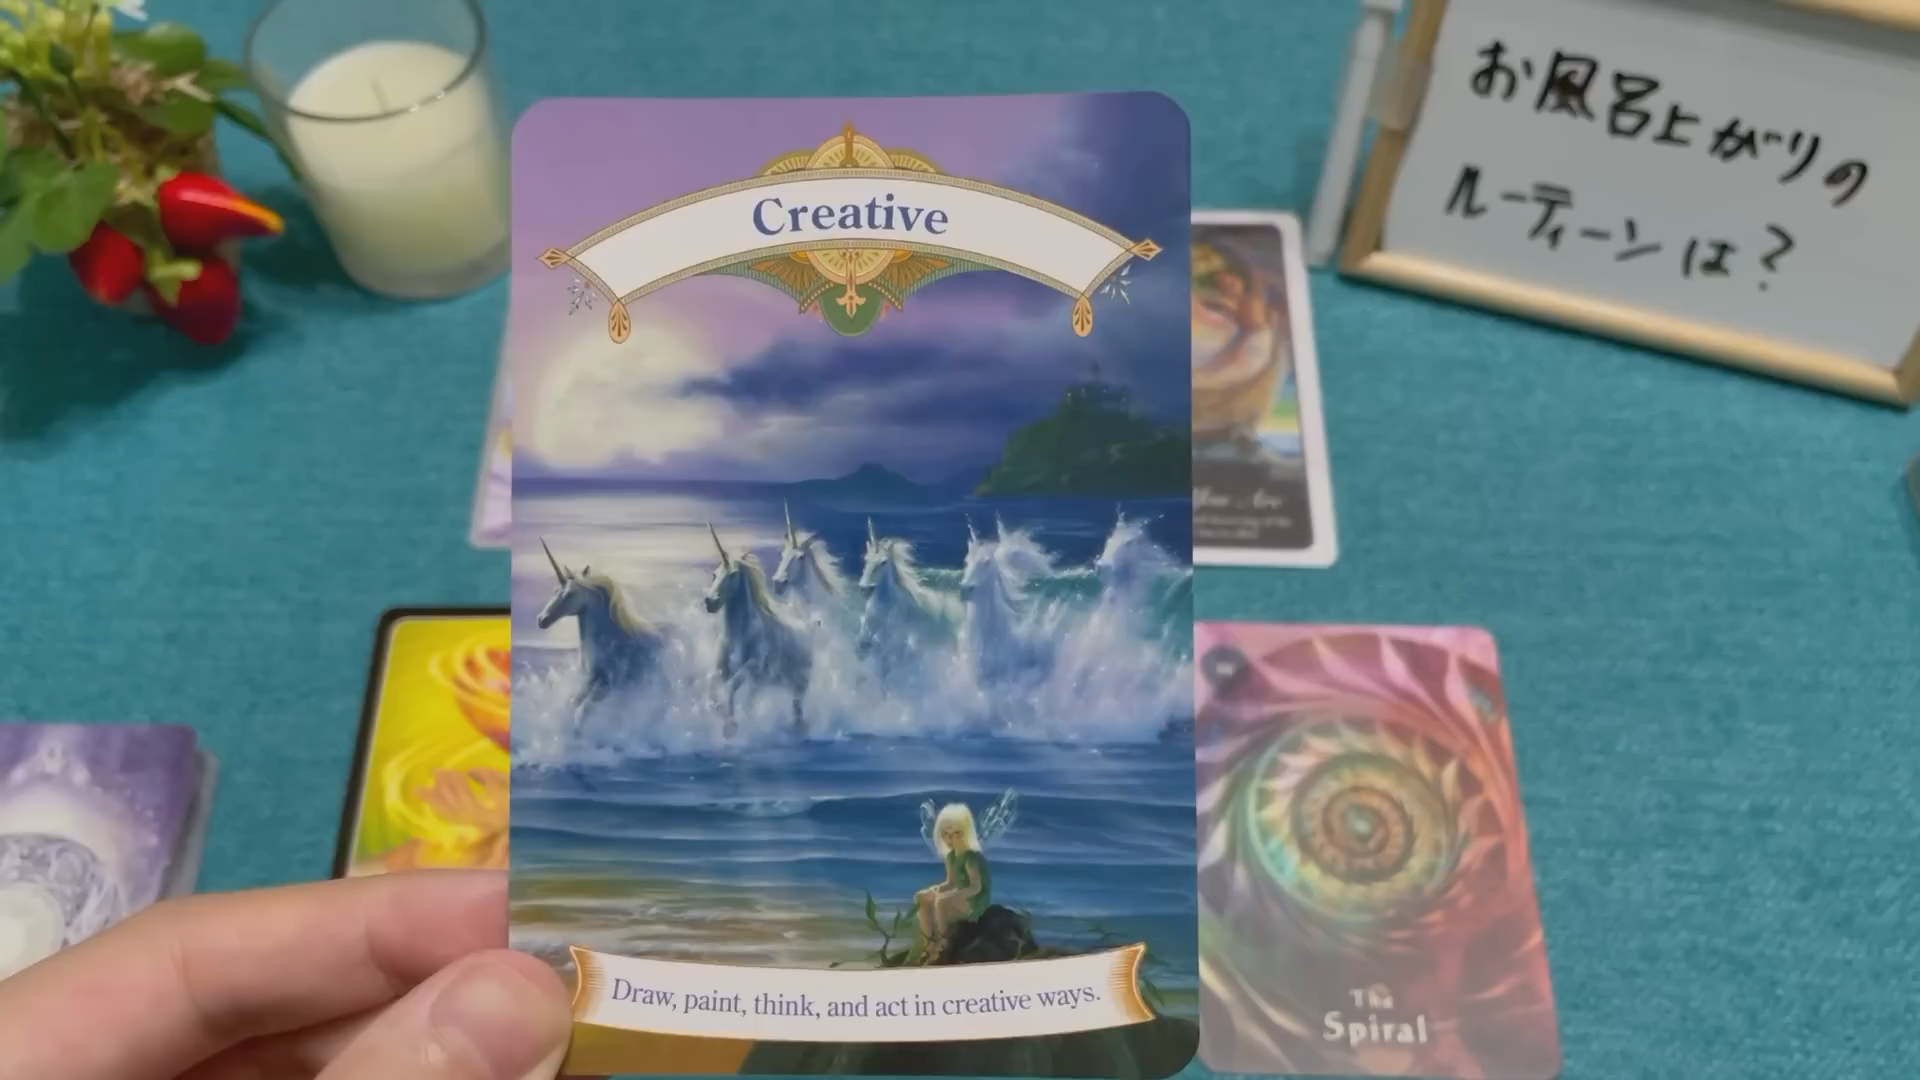 お風呂上がりの
ルーティーンは?
Creative
Draw, paint, think, and act in creative ways.
The
Spiral